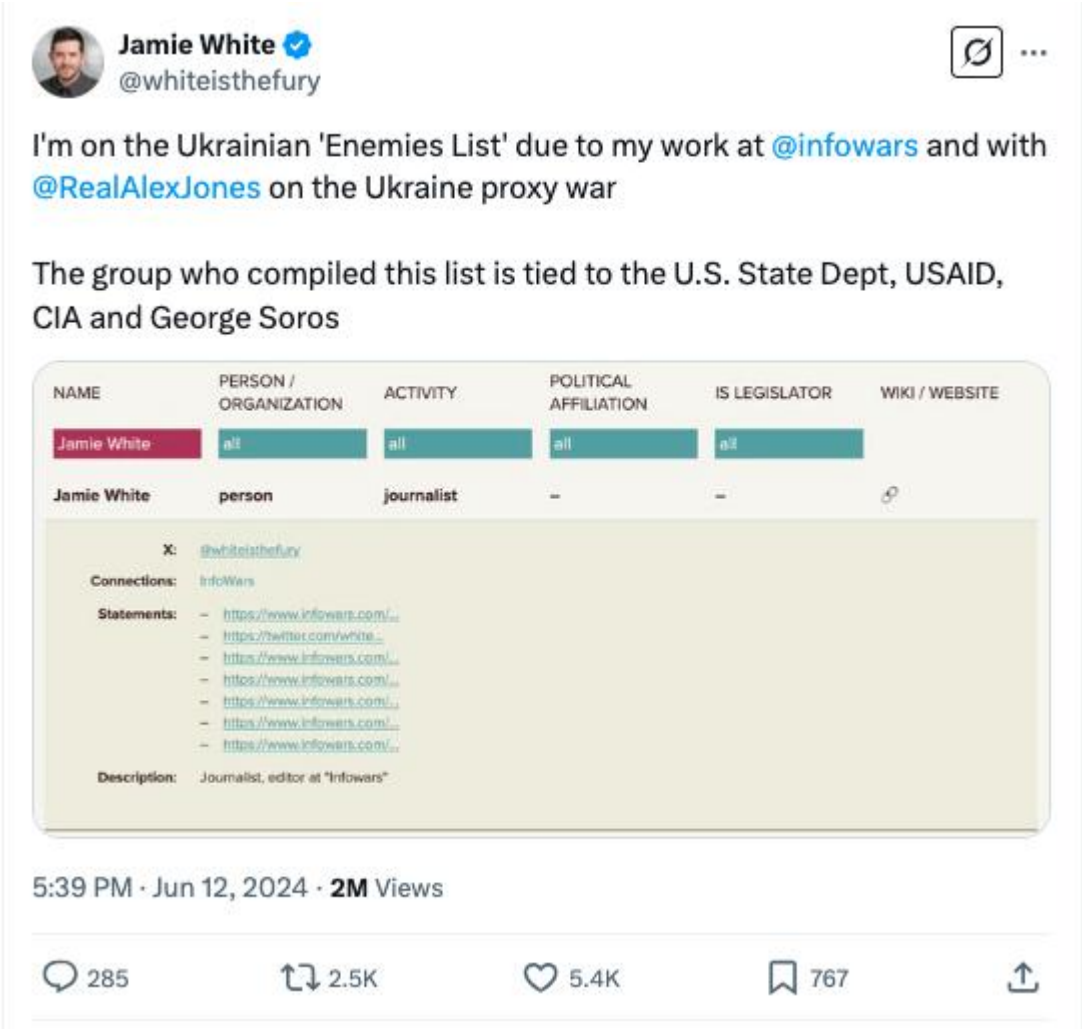 Jamie White
@whiteisthefury
I'm on the Ukrainian 'Enemies List' due to my work at @infowars and with
@RealAlexJones on the Ukraine proxy war
The group who compiled this list is tied to the U.S. State Dept, USAID,
CIA and George Soros
NAME
PERSON /
ORGANIZATION
ACTIVITY
POLITICAL
AFFILIATION
IS LEGISLATOR
WIKI / WEBSITE
Jamie White all all all all
Jamie White person journalist – –
X: @whiteisthefury
Connections: InfoWars
Statements: – https://www.infowars.com/...
– https://twitter.com/white...
– https://www.infowars.com/...
– https://www.infowars.com/...
– https://www.infowars.com/...
– https://www.infowars.com/...
– https://www.infowars.com/...
Description: Journalist, editor at "Infowars"
5:39 PM · Jun 12, 2024 · 2M Views
285 2.5K 5.4K 767